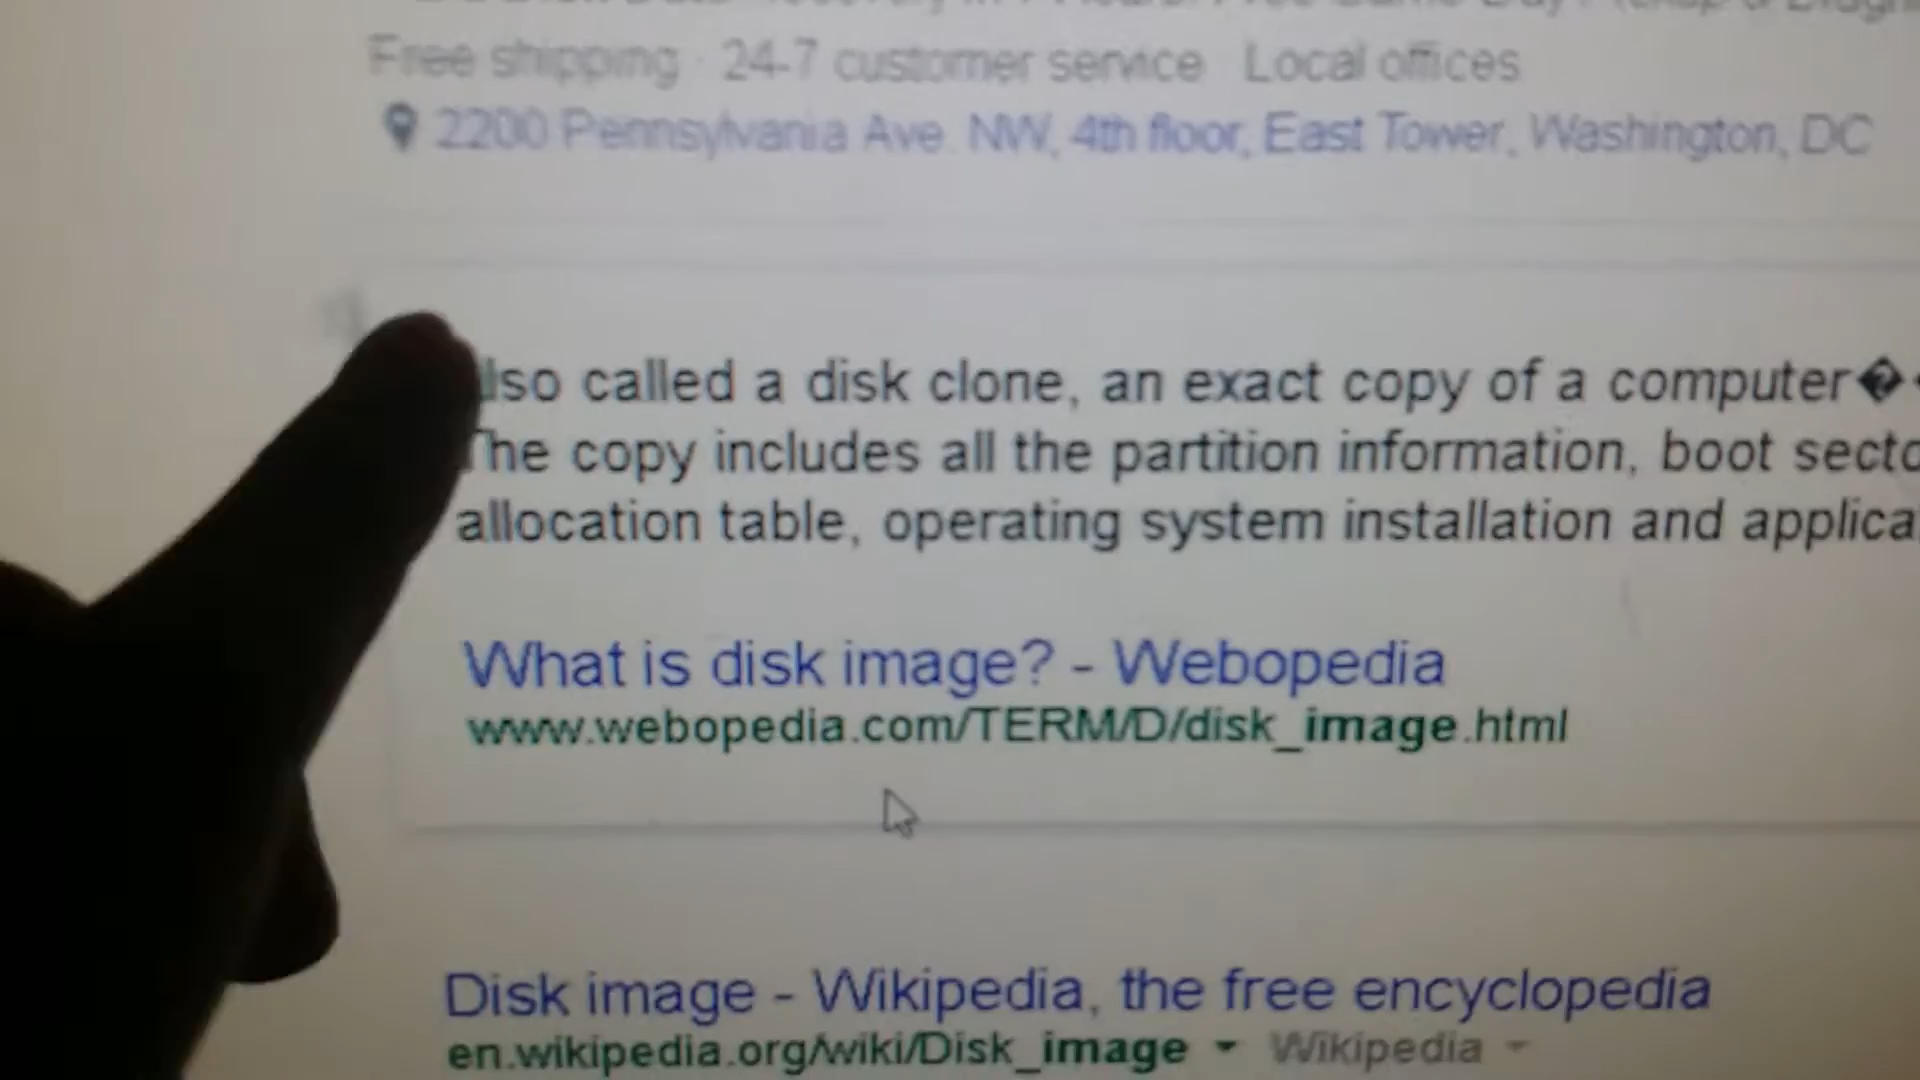 Free shipping · 24-7 customer service Local offices
2200 Pennsylvania Ave. NW, 4th floor, East Tower, Washington, DC
lso called a disk clone, an exact copy of a computer�
The copy includes all the partition information, boot secto
allocation table, operating system installation and applica
What is disk image? - Webopedia
www.webopedia.com/TERM/D/disk_image.html
Disk image - Wikipedia, the free encyclopedia
en.wikipedia.org/wiki/Disk_image Wikipedia